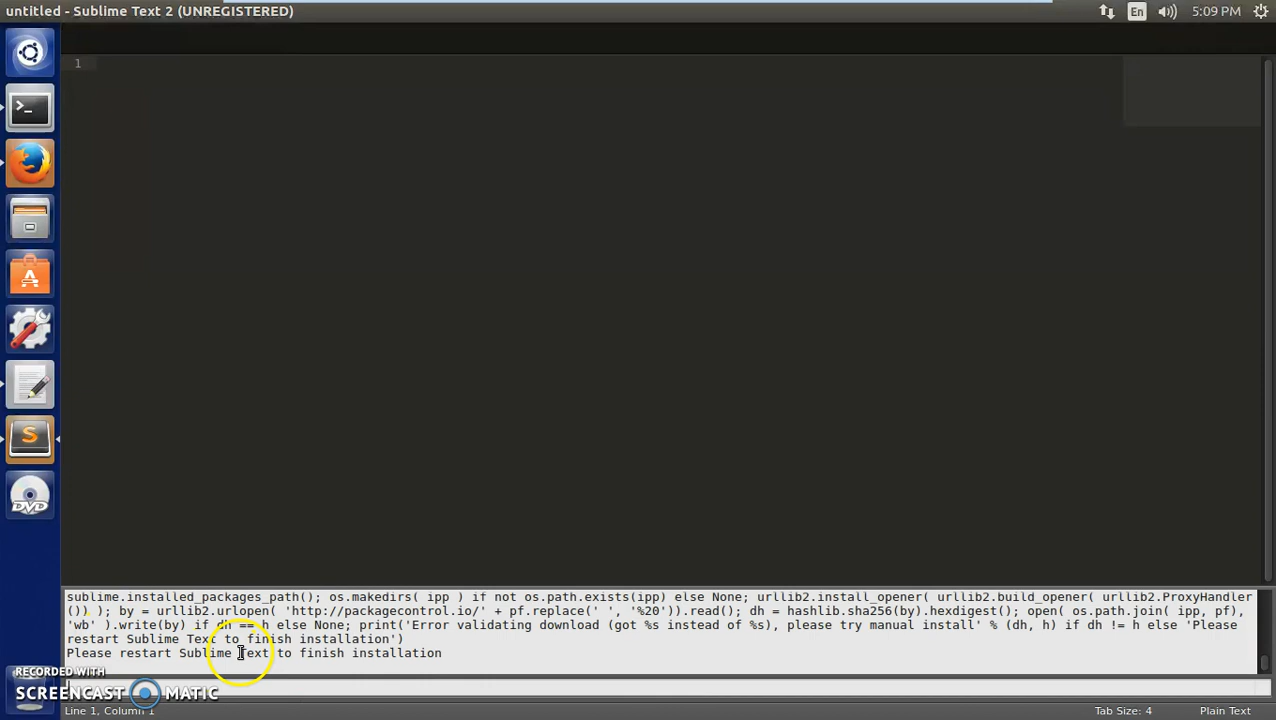 untitled - Sublime Text 2 (UNREGISTERED)
En
5:09 PM
1
sublime.installed_packages_path(); os.makedirs( ipp ) if not os.path.exists(ipp) else None; urllib2.install_opener( urllib2.build_opener( urllib2.ProxyHandler
()) ); by = urllib2.urlopen( 'http://packagecontrol.io/' + pf.replace(' ', '%20')).read(); dh = hashlib.sha256(by).hexdigest(); open( os.path.join( ipp, pf),
'wb' ).write(by) if dh == h else None; print('Error validating download (got %s instead of %s), please try manual install' % (dh, h) if dh != h else 'Please
restart Sublime Text to finish installation')
Please restart Sublime Text to finish installation
RECORDED WITH
SCREENCAST MATIC
Line 1, Column 1
Tab Size: 4
Plain Text
DVD